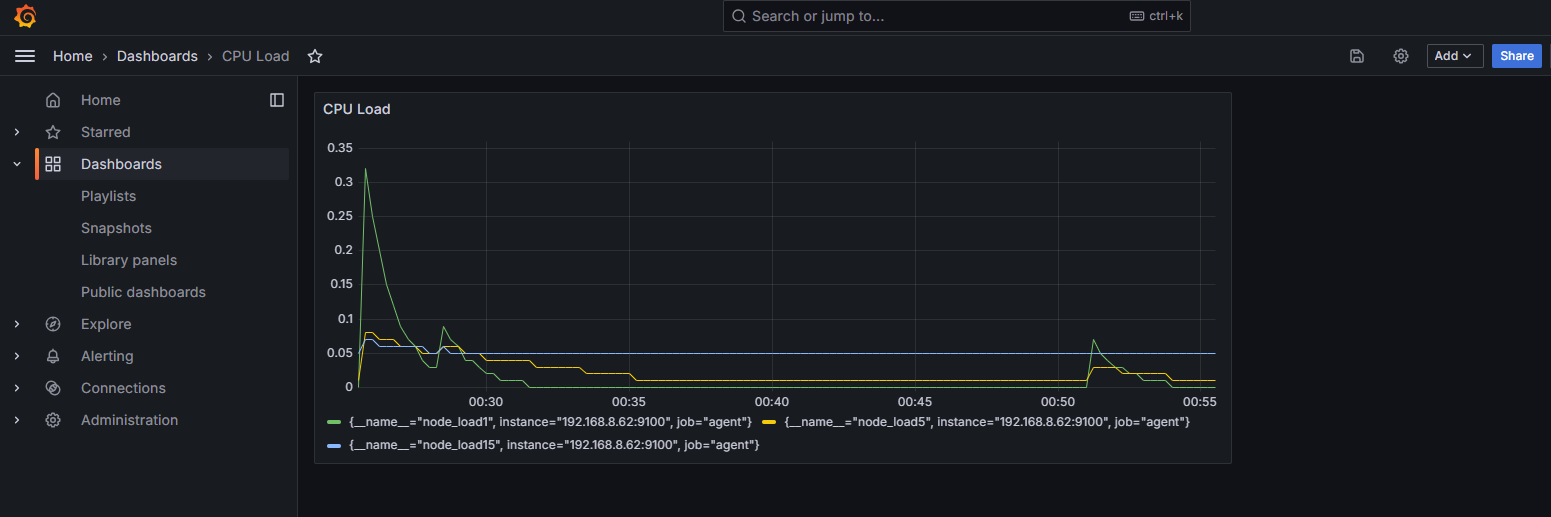 Search or jump to... ctrl+k
Home › Dashboards › CPU Load
Add
Share
Home
Starred
Dashboards
Playlists
Snapshots
Library panels
Public dashboards
Explore
Alerting
Connections
Administration
CPU Load
0.35
0.3
0.25
0.2
0.15
0.1
0.05
0
00:30 00:35 00:40 00:45 00:50 00:55
{__name__="node_load1", instance="192.168.8.62:9100", job="agent"} {__name__="node_load5", instance="192.168.8.62:9100", job="agent"}
{__name__="node_load15", instance="192.168.8.62:9100", job="agent"}